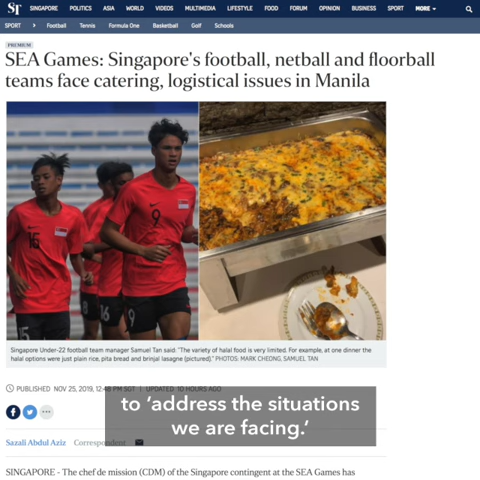 ST SINGAPORE POLITICS ASIA WORLD VIDEOS MULTIMEDIA LIFESTYLE FOOD FORUM OPINION BUSINESS SPORT MORE
SPORT Football Tennis Formula One Basketball Golf Schools
PREMIUM
SEA Games: Singapore's football, netball and floorball
teams face catering, logistical issues in Manila
15
9
Singapore Under-22 football team manager Samuel Tan said: "The variety of halal food is very limited. For example, at one dinner the
halal options were just plain rice, pita bread and brinjal lasagne (pictured)." PHOTOS: MARK CHEONG, SAMUEL TAN
PUBLISHED NOV 25, 2019, 12:48 PM SGT | UPDATED 10 HOURS AGO
to ‘address the situations
we are facing.’
Sazali Abdul Aziz Correspondent
SINGAPORE - The chef de mission (CDM) of the Singapore contingent at the SEA Games has